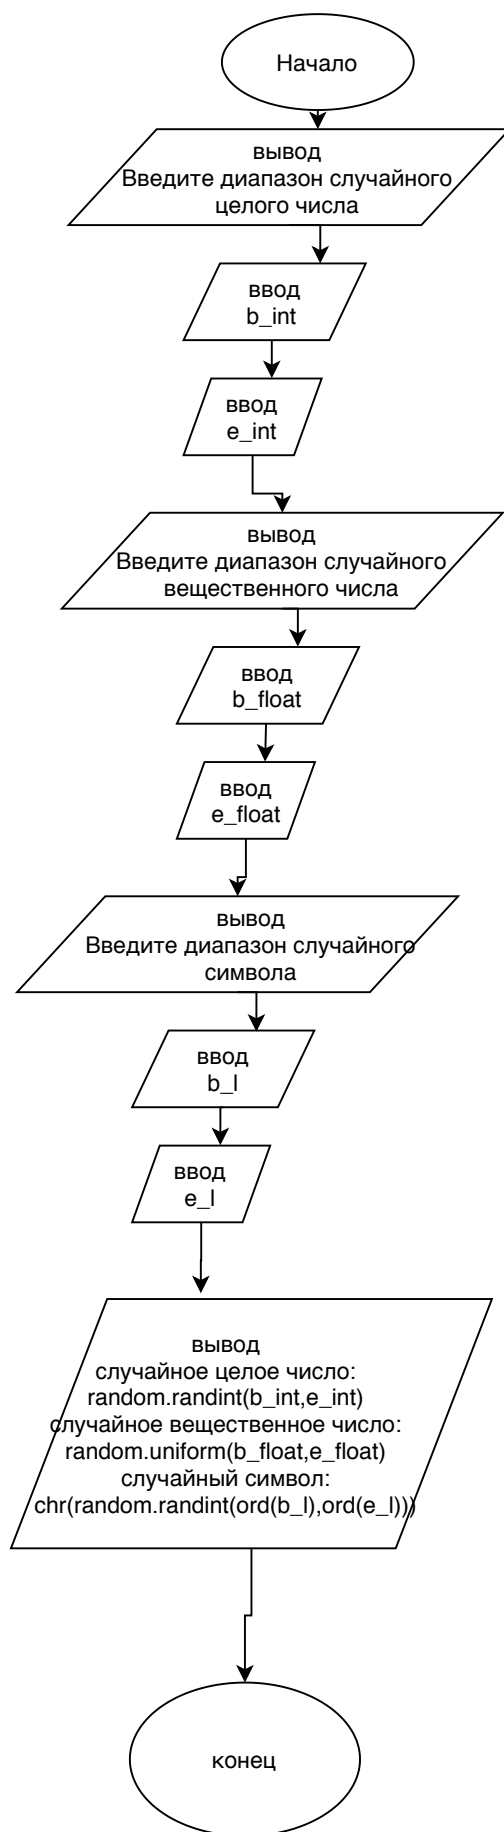 Начало
вывод
Введите диапазон случайного
целого числа
ввод
b_int
ввод
e_int
вывод
Введите диапазон случайного
вещественного числа
ввод
b_float
ввод
e_float
вывод
Введите диапазон случайного
символа
ввод
b_l
ввод
e_l
вывод
случайное целое число:
random.randint(b_int,e_int)
случайное вещественное число:
random.uniform(b_float,e_float)
случайный символ:
chr(random.randint(ord(b_l),ord(e_l)))
конец